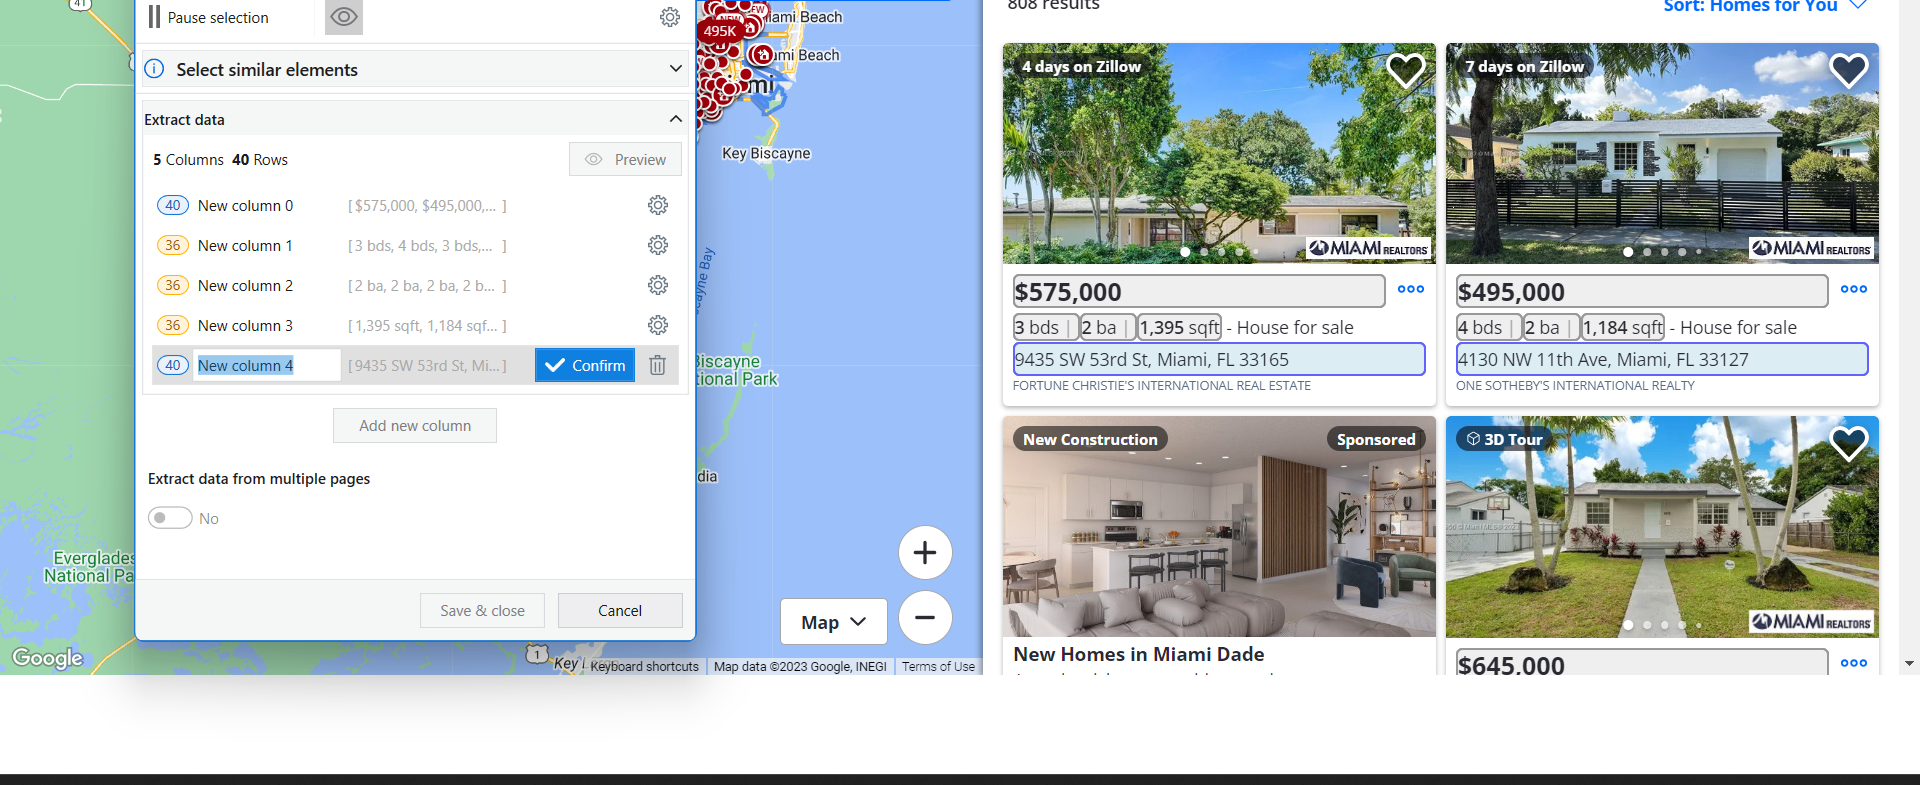 41
Pause selection
Select similar elements
Extract data
5 Columns 40 Rows
Preview
40 New column 0 [ $575,000, $495,000,... ]
36 New column 1 [ 3 bds, 4 bds, 3 bds,... ]
36 New column 2 [ 2 ba, 2 ba, 2 ba, 2 b... ]
36 New column 3 [ 1,395 sqft, 1,184 sqf... ]
40 New column 4 [ 9435 SW 53rd St, Mi... ]
Confirm
Add new column
Extract data from multiple pages
No
Save & close
Cancel
Everglades
National Pa
Google
NEW
495K
Miami Beach
ami Beach
mi
Key Biscayne
scayne Bay
Biscayne
tional Park
dia
1
Key
Map
Keyboard shortcuts
Map data ©2023 Google, INEGI
Terms of Use
808 results
Sort: Homes for You
4 days on Zillow
MIAMI REALTORS
$575,000
3 bds | 2 ba | 1,395 sqft - House for sale
9435 SW 53rd St, Miami, FL 33165
FORTUNE CHRISTIE'S INTERNATIONAL REAL ESTATE
7 days on Zillow
MIAMI REALTORS
$495,000
4 bds | 2 ba | 1,184 sqft - House for sale
4130 NW 11th Ave, Miami, FL 33127
ONE SOTHEBY'S INTERNATIONAL REALTY
New Construction
Sponsored
New Homes in Miami Dade
3D Tour
MIAMI REALTORS
$645,000